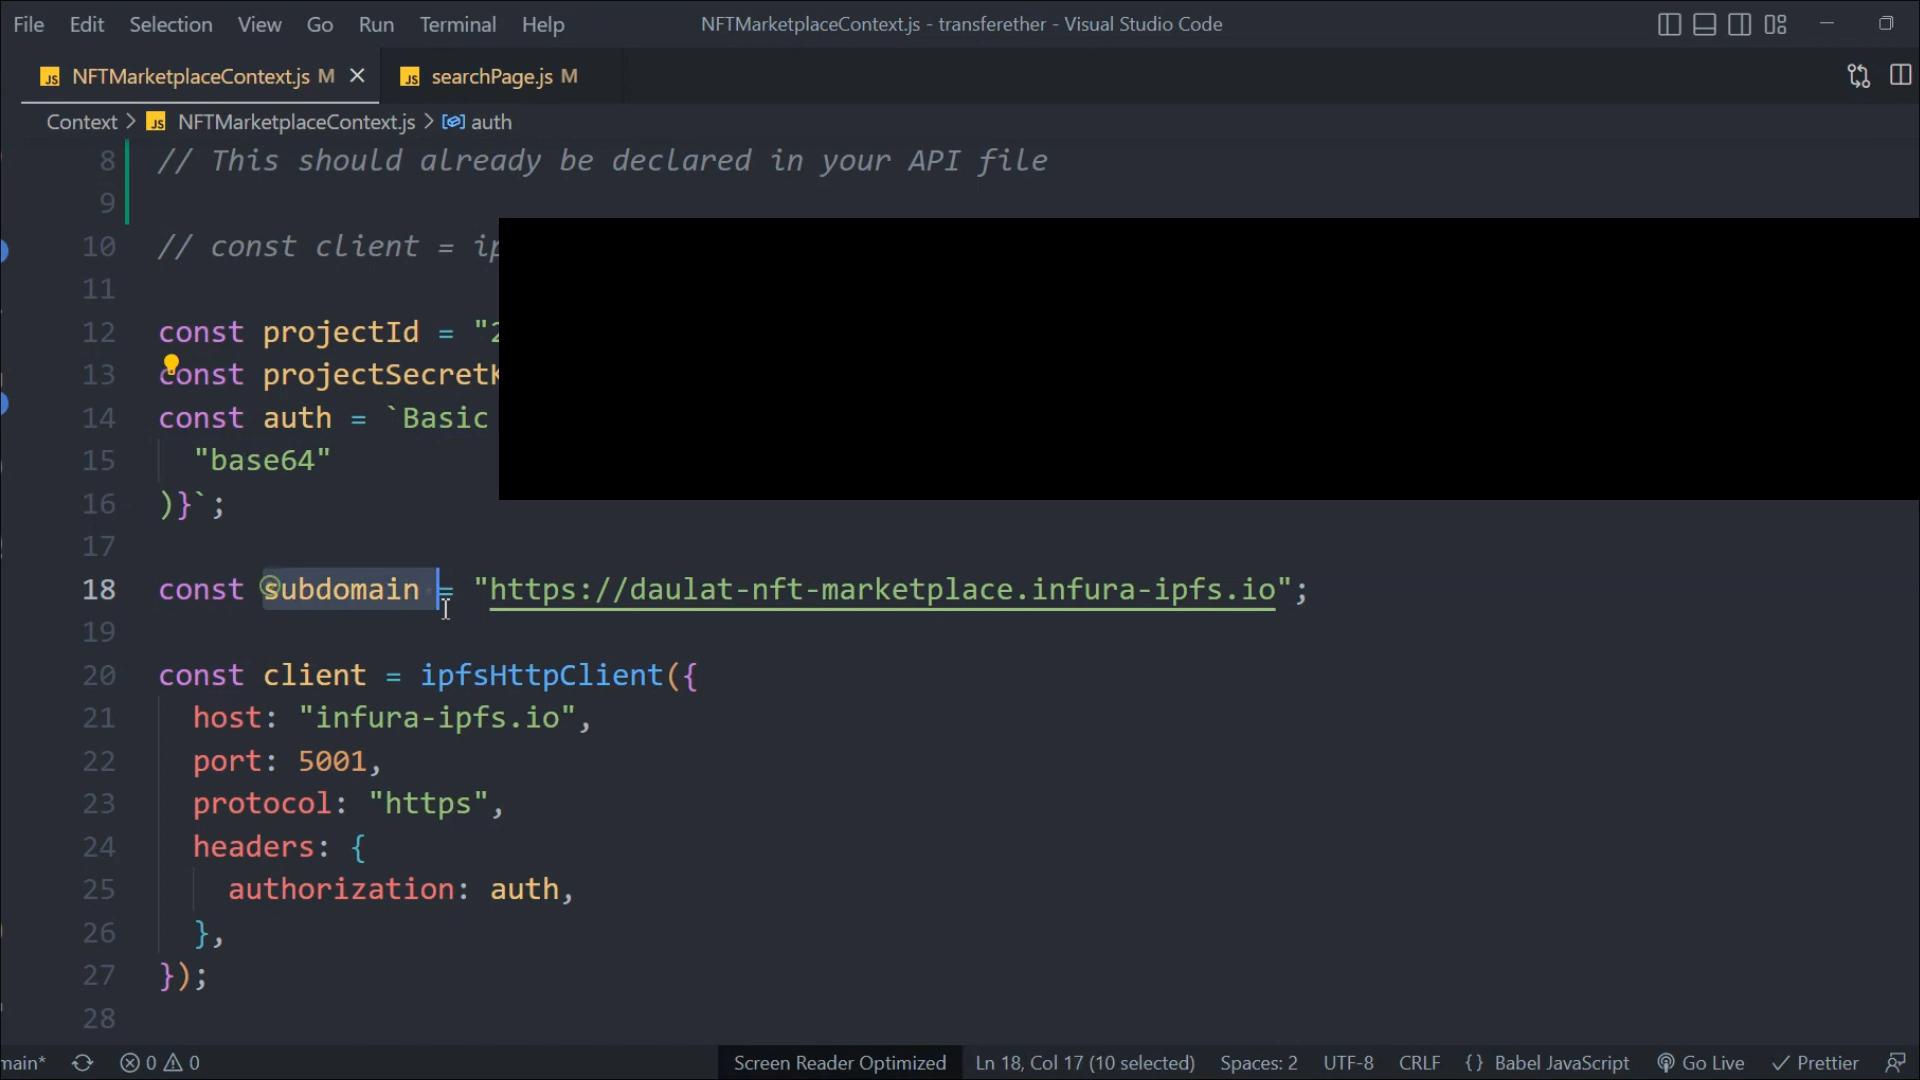 File Edit Selection View Go Run Terminal Help NFTMarketplaceContext.js - transferether - Visual Studio Code
JS NFTMarketplaceContext.js M JS searchPage.js M
Context > JS NFTMarketplaceContext.js > auth
8 // This should already be declared in your API file
9
10 // const client = ip
11
12 const projectId = "2
13 const projectSecretK
14 const auth = `Basic
15 "base64"
16 )}`;
17
18 const subdomain = "https://daulat-nft-marketplace.infura-ipfs.io";
19
20 const client = ipfsHttpClient({
21 host: "infura-ipfs.io",
22 port: 5001,
23 protocol: "https",
24 headers: {
25 authorization: auth,
26 },
27 });
28
main* 0 0 Screen Reader Optimized Ln 18, Col 17 (10 selected) Spaces: 2 UTF-8 CRLF {} Babel JavaScript Go Live Prettier